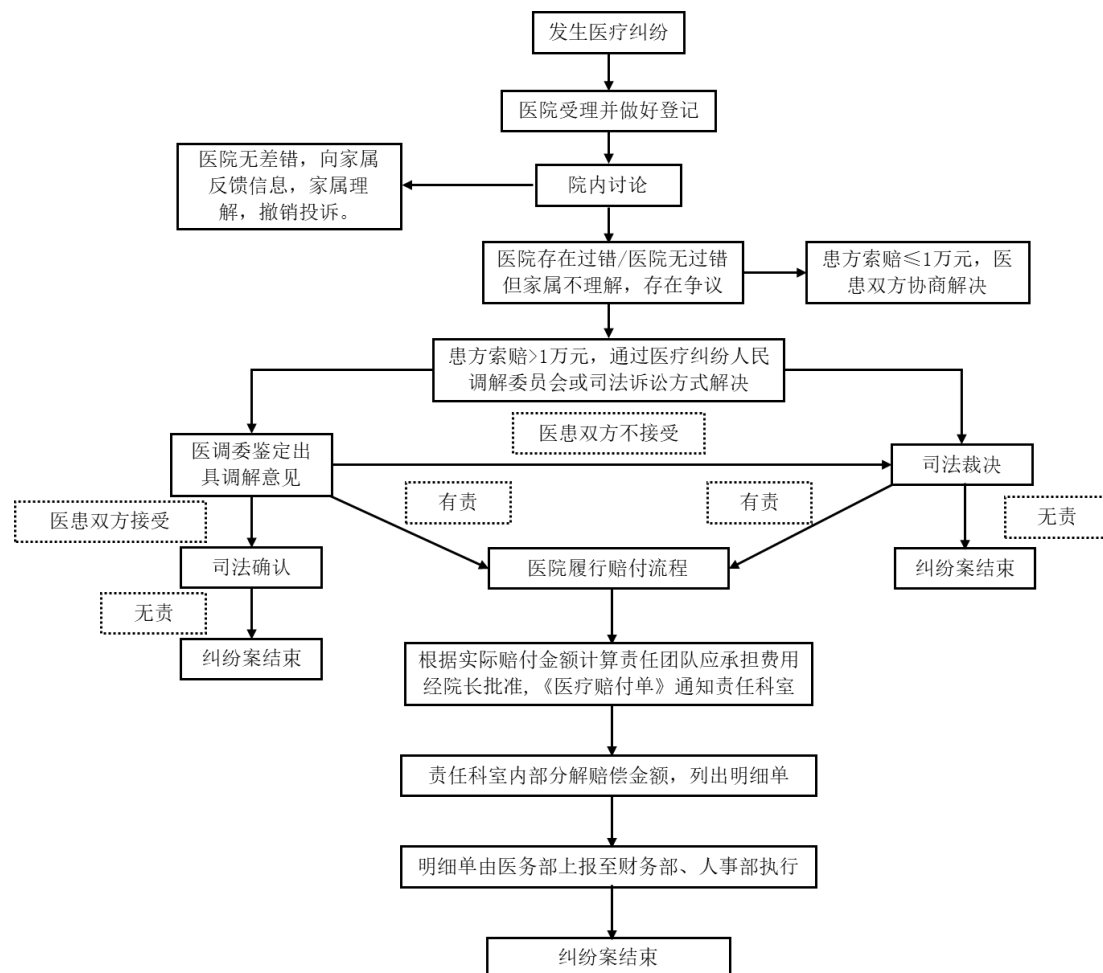 发生医疗纠纷
医院受理并做好登记
医院无差错，向家属
反馈信息，家属理
解，撤销投诉。
院内讨论
医院存在过错/医院无过错
但家属不理解，存在争议
患方索赔≤1万元，医
患双方协商解决
患方索赔>1万元，通过医疗纠纷人民
调解委员会或司法诉讼方式解决
医患双方不接受
医调委鉴定出
具调解意见
司法裁决
有责
有责
医患双方接受
无责
司法确认
医院履行赔付流程
纠纷案结束
无责
纠纷案结束
根据实际赔付金额计算责任团队应承担费用
经院长批准,《医疗赔付单》通知责任科室
责任科室内部分解赔偿金额，列出明细单
明细单由医务部上报至财务部、人事部执行
纠纷案结束